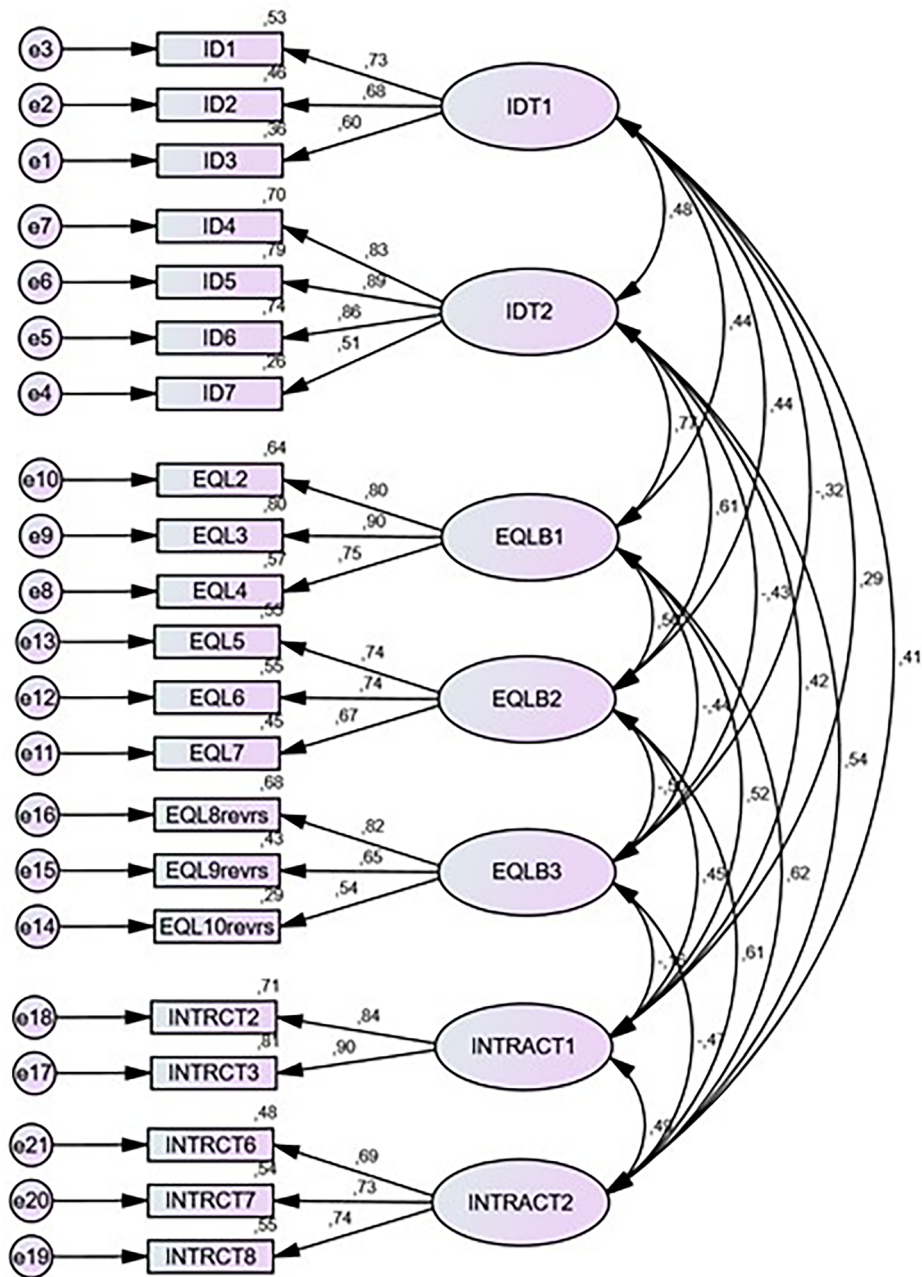 ,53
e3 ID1 ,73
,46
e2 ID2 ,68 IDT1
,36 ,60
e1 ID3
,70 ,48
e7 ID4
,79 ,83
e6 ID5 ,89
,74 IDT2
e5 ID6 ,86 ,44
,26 ,51
e4 ID7
,44
,77
,64
e10 EQL2 ,80 -,32
,80 ,61
e9 EQL3 ,90 EQLB1
,57 ,75
e8 EQL4 -,43 ,29
e13 EQL5 ,74 ,41
,55 ,42
e12 EQL6 ,74 EQLB2
,45 ,67 -,44
e11 EQL7 ,54
,68 ,52
e16 EQL8revrs ,82
,43
e15 EQL9revrs ,65 EQLB3 ,45 ,62
,29 ,54
e14 EQL10revrs
,61
,71
e18 INTRCT2 ,84
,81 INTRACT1 -,47
e17 INTRCT3 ,90
,48
e21 INTRCT6 ,69
,54
e20 INTRCT7 ,73 INTRACT2
,55 ,74
e19 INTRCT8